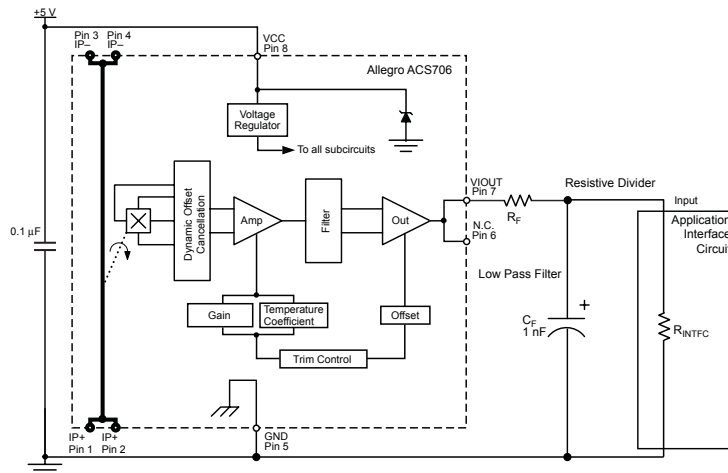 +5 V
Pin 3 Pin 4
IP– IP–
VCC
Pin 8
Allegro ACS706
Voltage
Regulator
To all subcircuits
0.1 µF
Dynamic Offset
Cancellation
Amp
Filter
Out
VIOUT
Pin 7
N.C.
Pin 6
RF
Resistive Divider
Input
Application
Interface
Circuit
Low Pass Filter
Gain
Temperature
Coefficient
Offset
Trim Control
CF
1 nF
+
RINTFC
IP+ IP+
Pin 1 Pin 2
GND
Pin 5